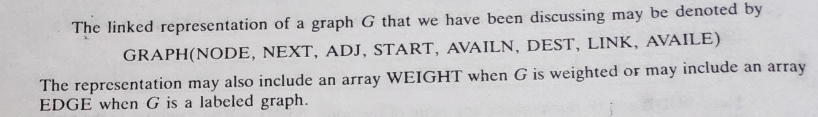 The linked representation of a graph G that we have been discussing may be denoted by
GRAPH(NODE, NEXT, ADJ, START, AVAILN, DEST, LINK, AVAILE)
The representation may also include an array WEIGHT when G is weighted or may include an array
EDGE when G is a labeled graph.